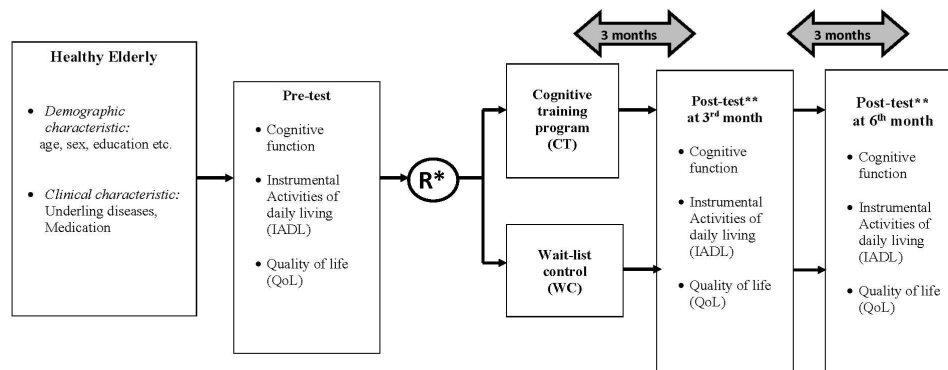 3 months
3 months
Healthy Elderly
• Demographic
characteristic:
age, sex, education etc.
• Clinical characteristic:
Underling diseases,
Medication
Pre-test
• Cognitive
function
• Instrumental
Activities of
daily living
(IADL)
• Quality of life
(QoL)
R*
Cognitive
training
program
(CT)
Wait-list
control
(WC)
Post-test**
at 3rd month
• Cognitive
function
• Instrumental
Activities of
daily living
(IADL)
• Quality of life
(QoL)
Post-test**
at 6th month
• Cognitive
function
• Instrumental
Activities of
daily living
(IADL)
• Quality of life
(QoL)